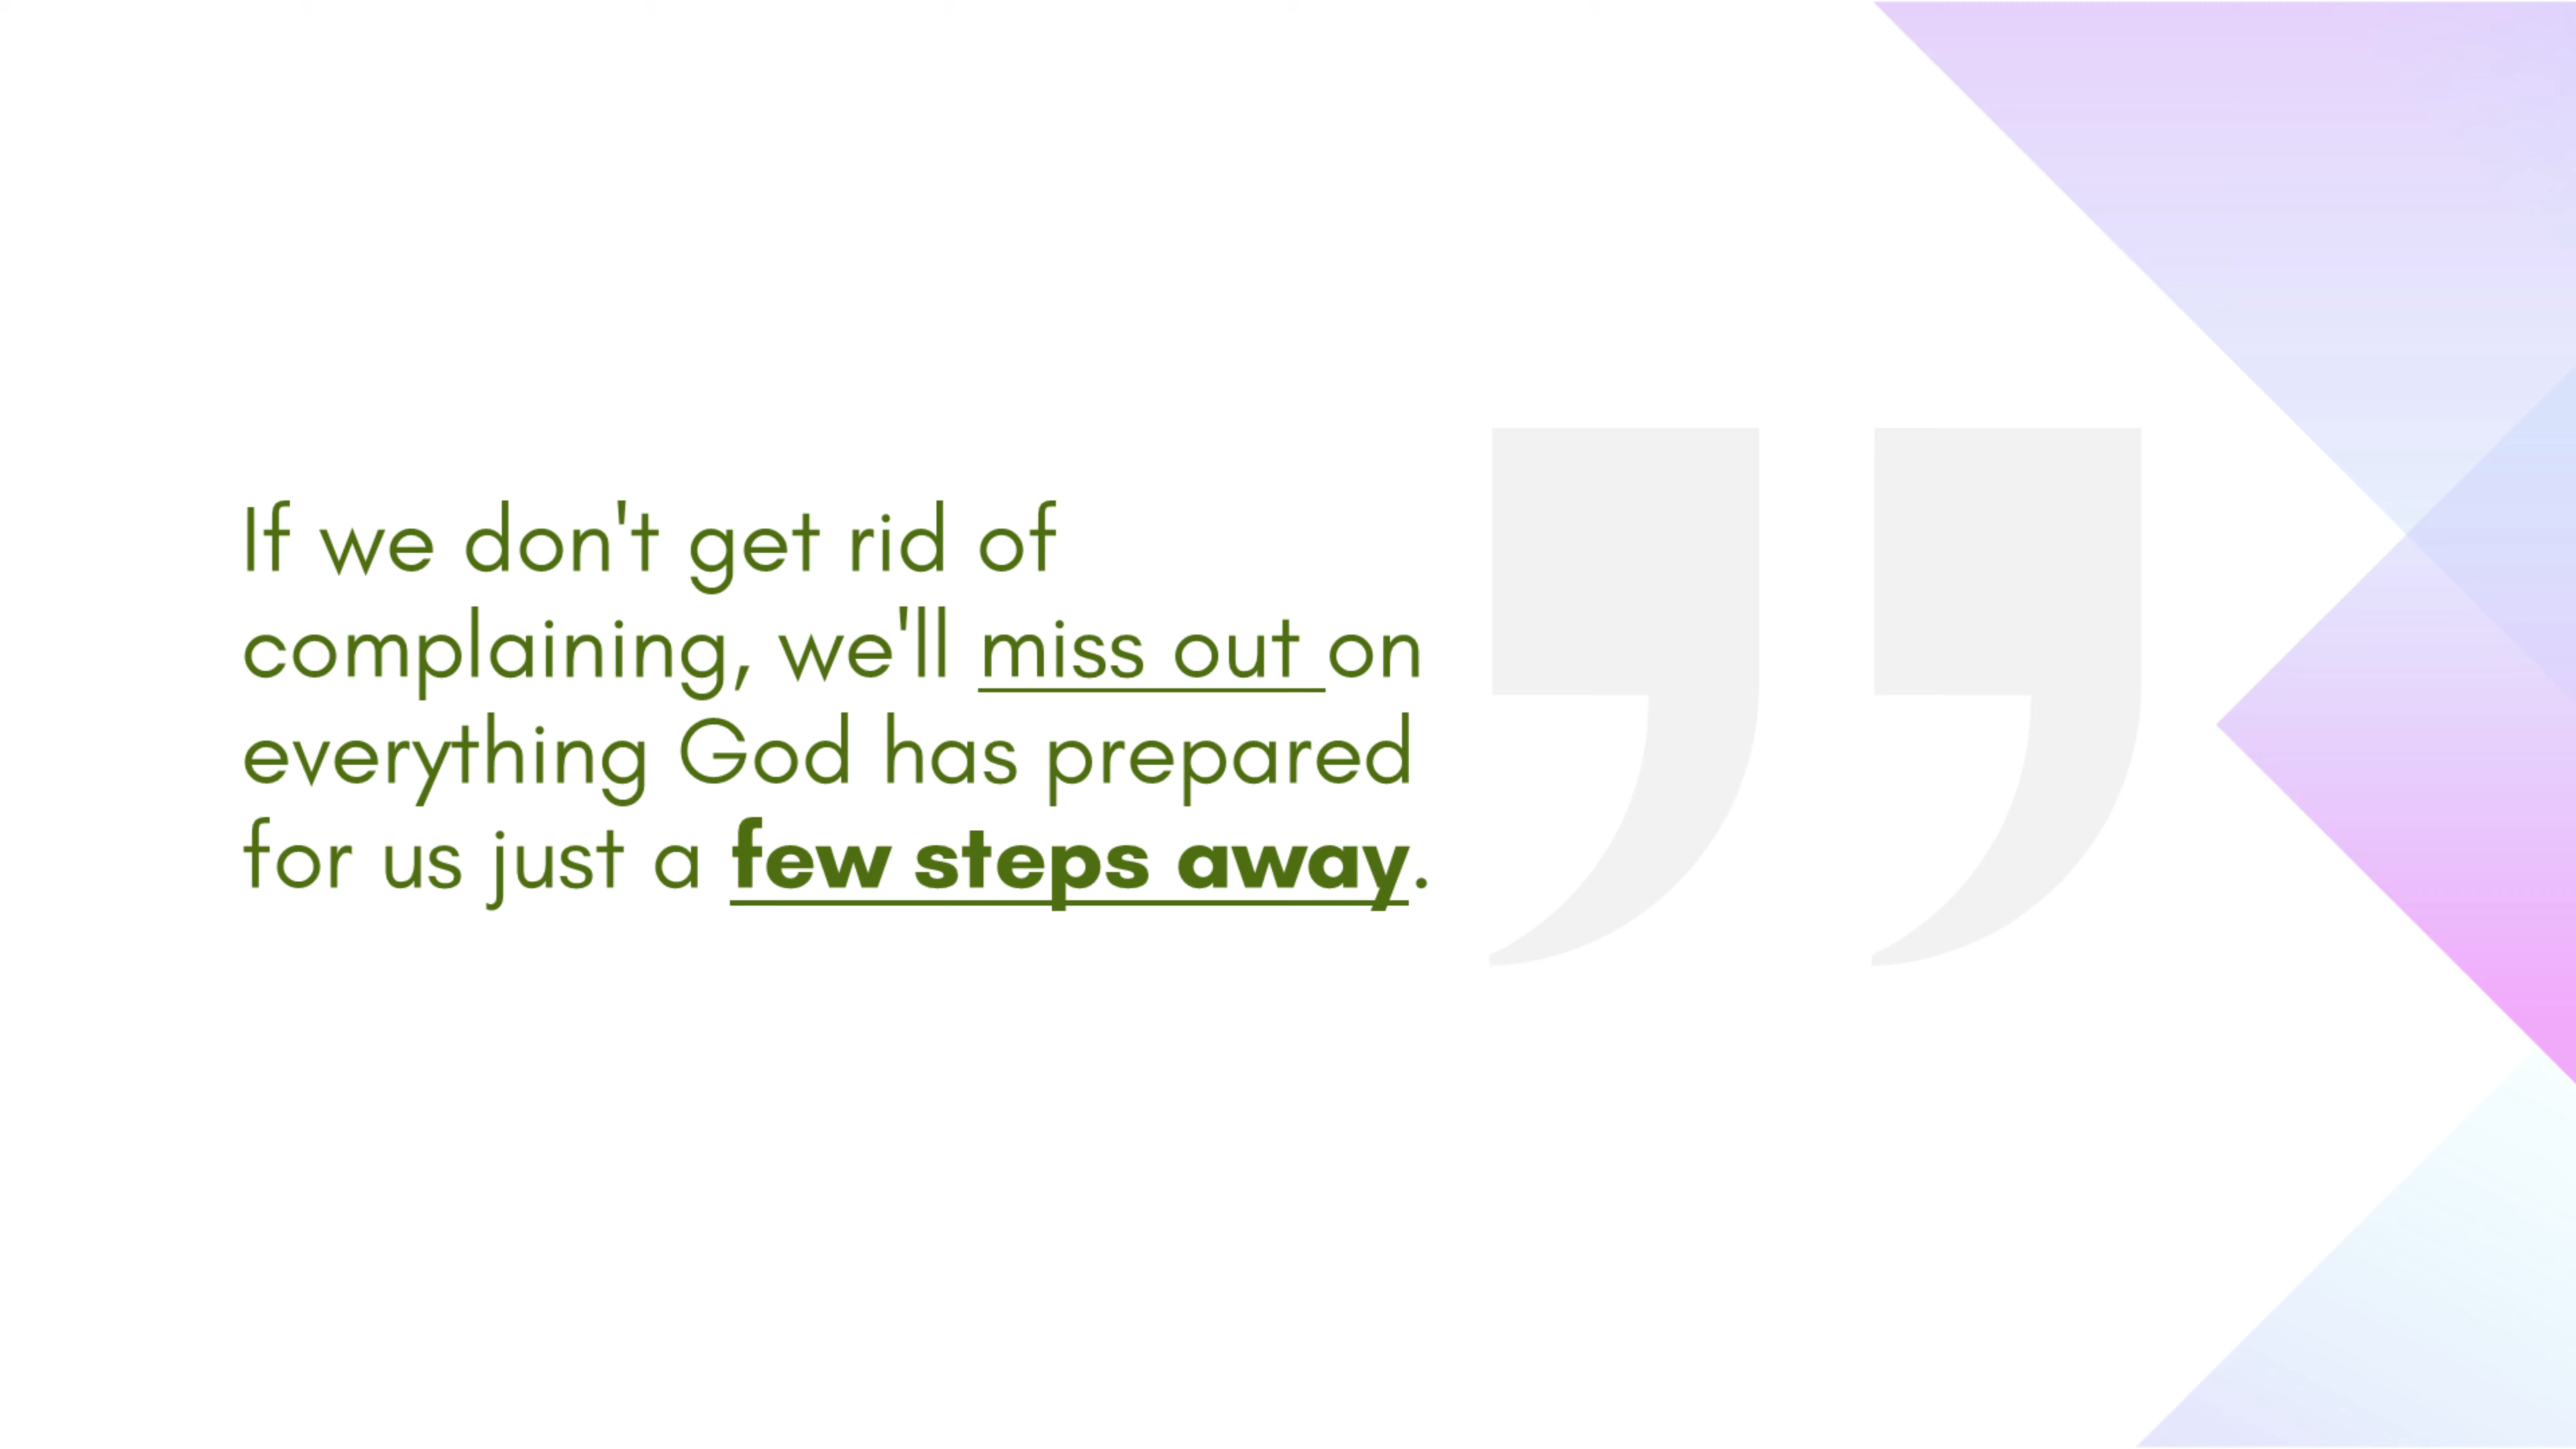 If we don't get rid of
complaining, we'll miss out on
everything God has prepared
for us just a few steps away.